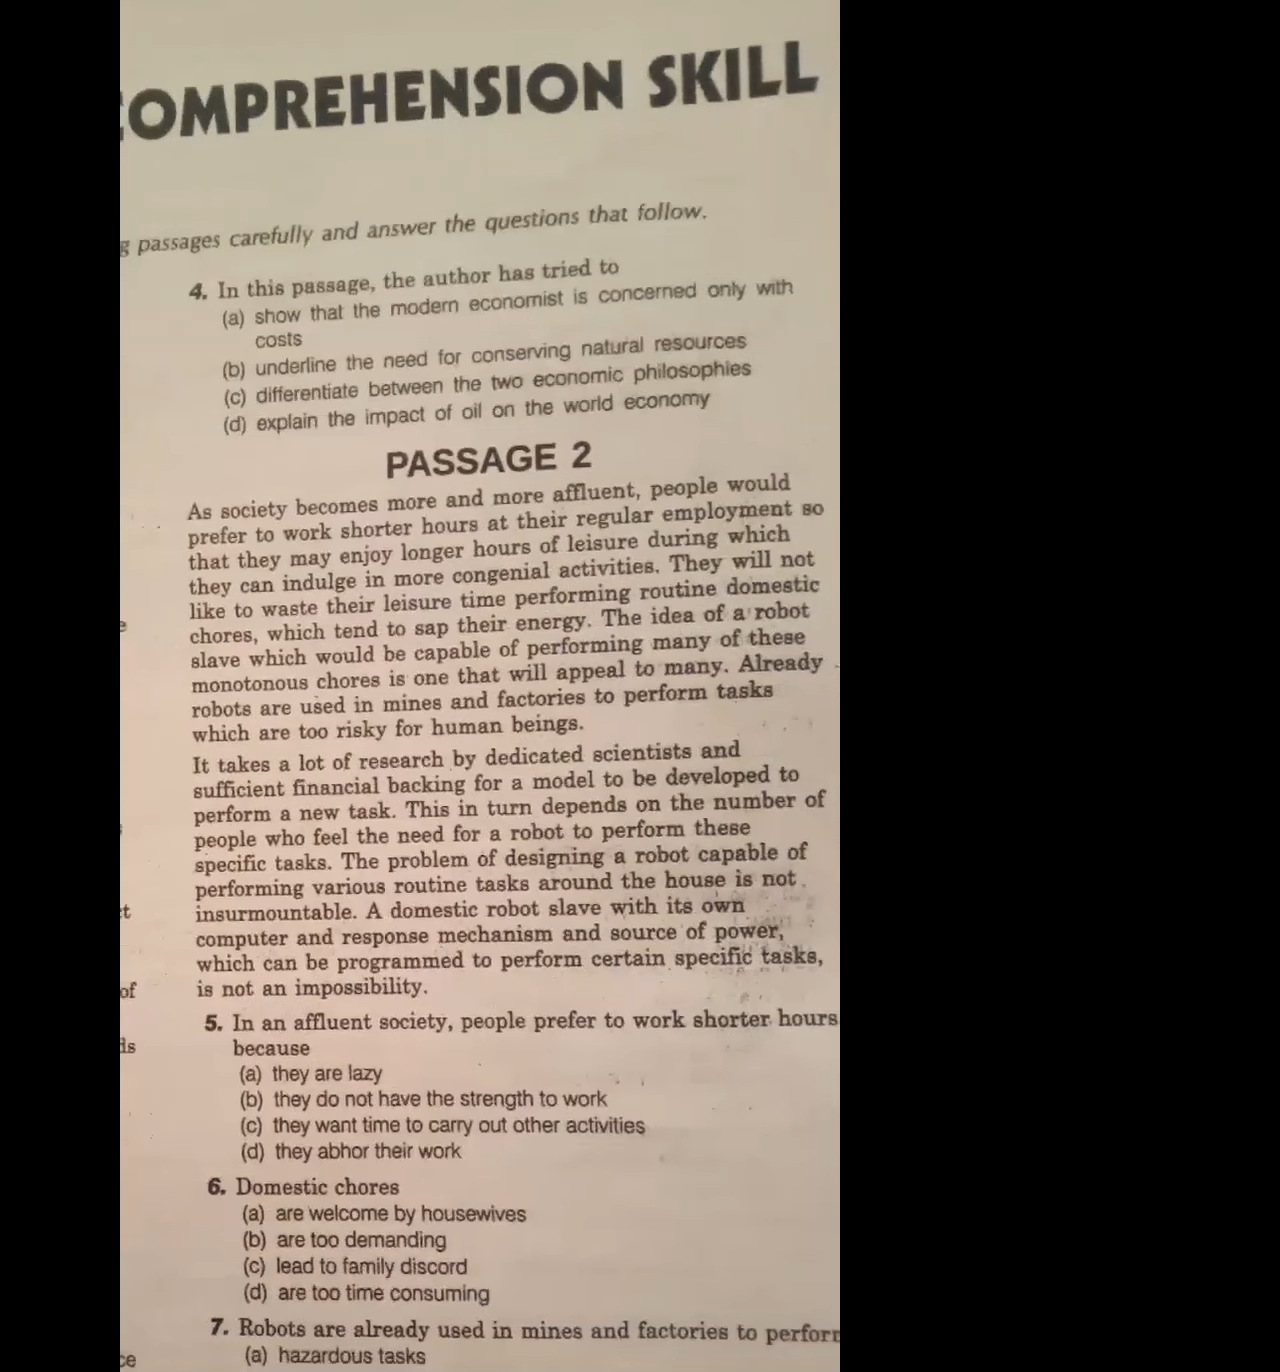 COMPREHENSION SKILL
g passages carefully and answer the questions that follow.
4. In this passage, the author has tried to
(a) show that the modern economist is concerned only with
costs
(b) underline the need for conserving natural resources
(c) differentiate between the two economic philosophies
(d) explain the impact of oil on the world economy
PASSAGE 2
As society becomes more and more affluent, people would
prefer to work shorter hours at their regular employment so
that they may enjoy longer hours of leisure during which
they can indulge in more congenial activities. They will not
like to waste their leisure time performing routine domestic
chores, which tend to sap their energy. The idea of a robot
slave which would be capable of performing many of these
monotonous chores is one that will appeal to many. Already
robots are used in mines and factories to perform tasks
which are too risky for human beings.
It takes a lot of research by dedicated scientists and
sufficient financial backing for a model to be developed to
perform a new task. This in turn depends on the number of
people who feel the need for a robot to perform these
specific tasks. The problem of designing a robot capable of
performing various routine tasks around the house is not
insurmountable. A domestic robot slave with its own
computer and response mechanism and source of power,
which can be programmed to perform certain specific tasks,
is not an impossibility.
5. In an affluent society, people prefer to work shorter hours
because
(a) they are lazy
(b) they do not have the strength to work
(c) they want time to carry out other activities
(d) they abhor their work
6. Domestic chores
(a) are welcome by housewives
(b) are too demanding
(c) lead to family discord
(d) are too time consuming
7. Robots are already used in mines and factories to perform
(a) hazardous tasks
of